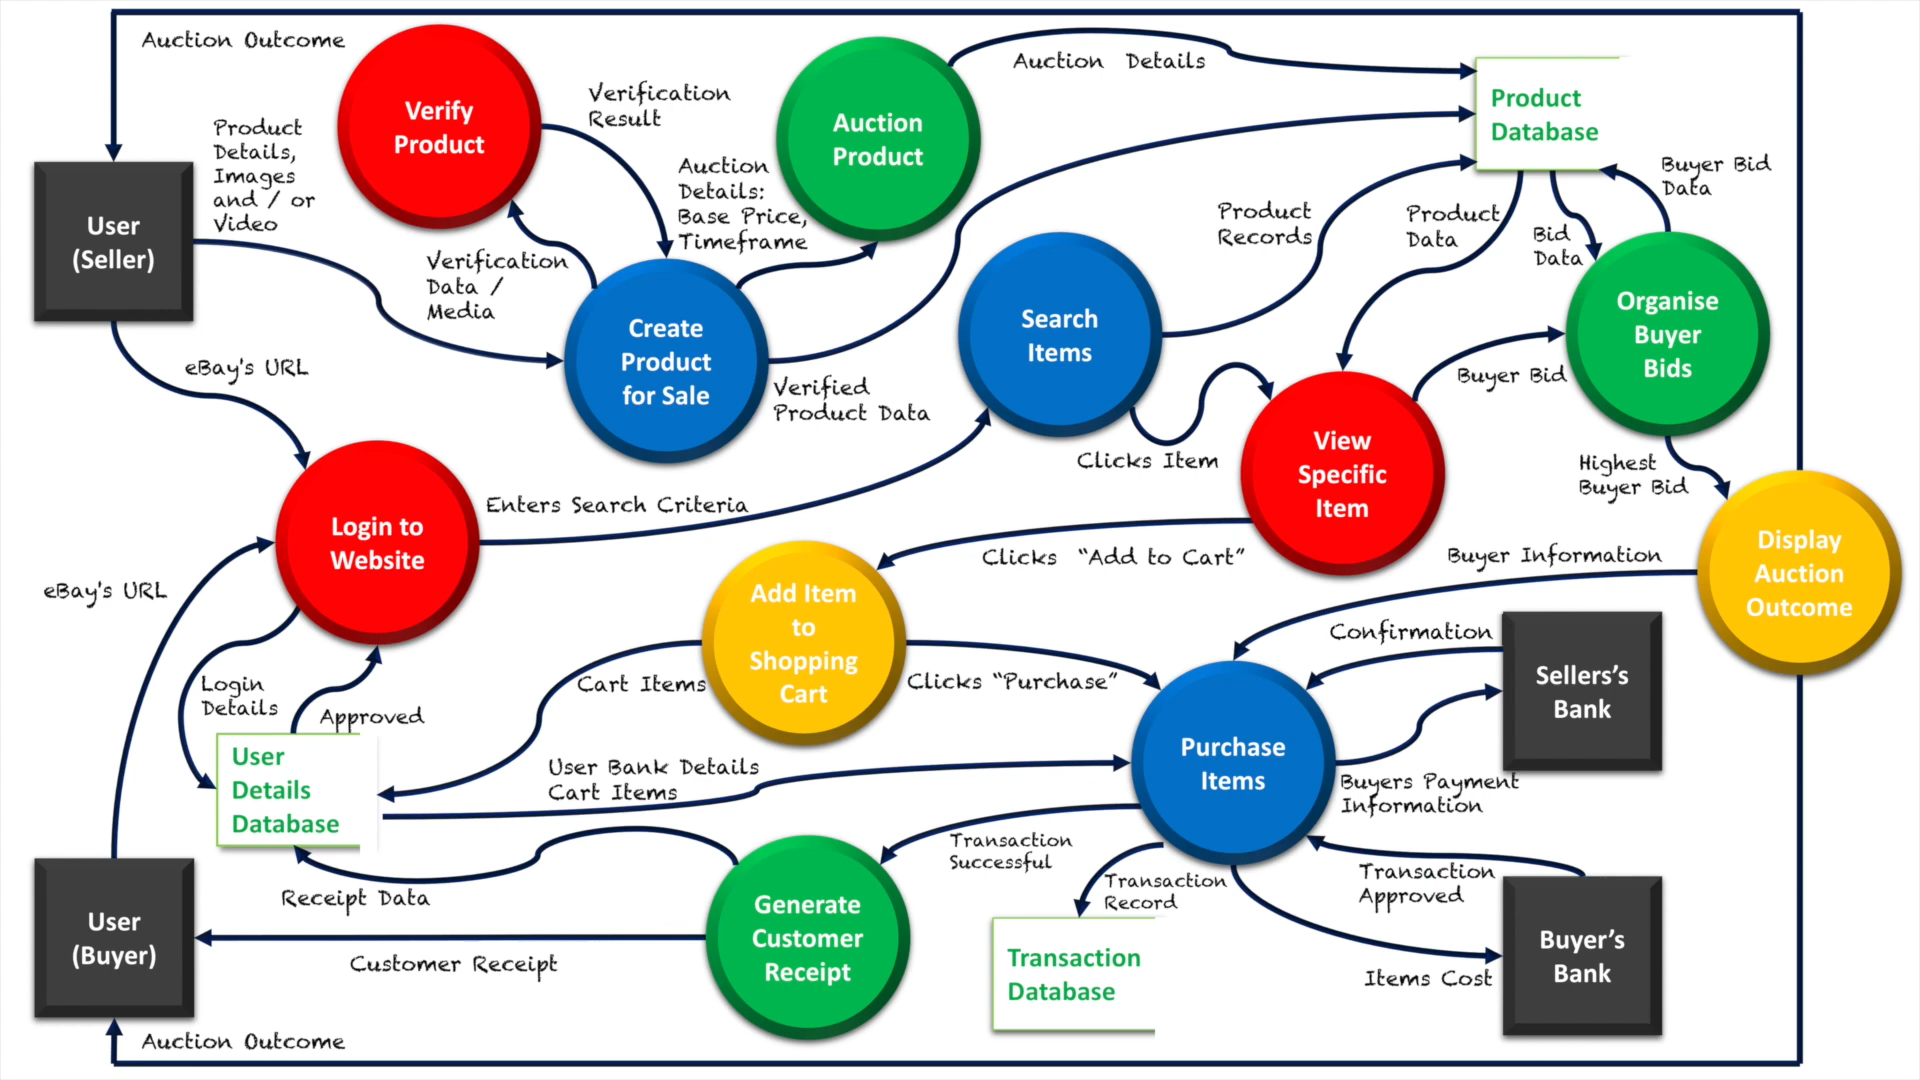 Auction Outcome
Verify
Product
Verification
Result
Auction
Product
Auction Details
Product
Database
Product
Details,
Images
and / or
Video
Auction
Details:
Base Price,
Timeframe
Buyer Bid
Data
User
(Seller)
Verification
Data /
Media
Product
Records
Product
Data
Bid
Data
Create
Product
for Sale
Search
Items
Organise
Buyer
Bids
eBay's URL
Verified
Product Data
Buyer Bid
Clicks Item
View
Specific
Item
Highest
Buyer Bid
Login to
Website
Enters Search Criteria
Clicks “Add to Cart”
Buyer Information
Display
Auction
Outcome
eBay's URL
Add Item
to
Shopping
Cart
Confirmation
Sellers’s
Bank
Login
Details
Approved
Cart Items
Clicks “Purchase”
User
Details
Database
User Bank Details
Cart Items
Purchase
Items
Buyers Payment
Information
Transaction
Successful
Transaction
Record
Transaction
Approved
Receipt Data
User
(Buyer)
Generate
Customer
Receipt
Customer Receipt
Transaction
Database
Items Cost
Buyer’s
Bank
Auction Outcome